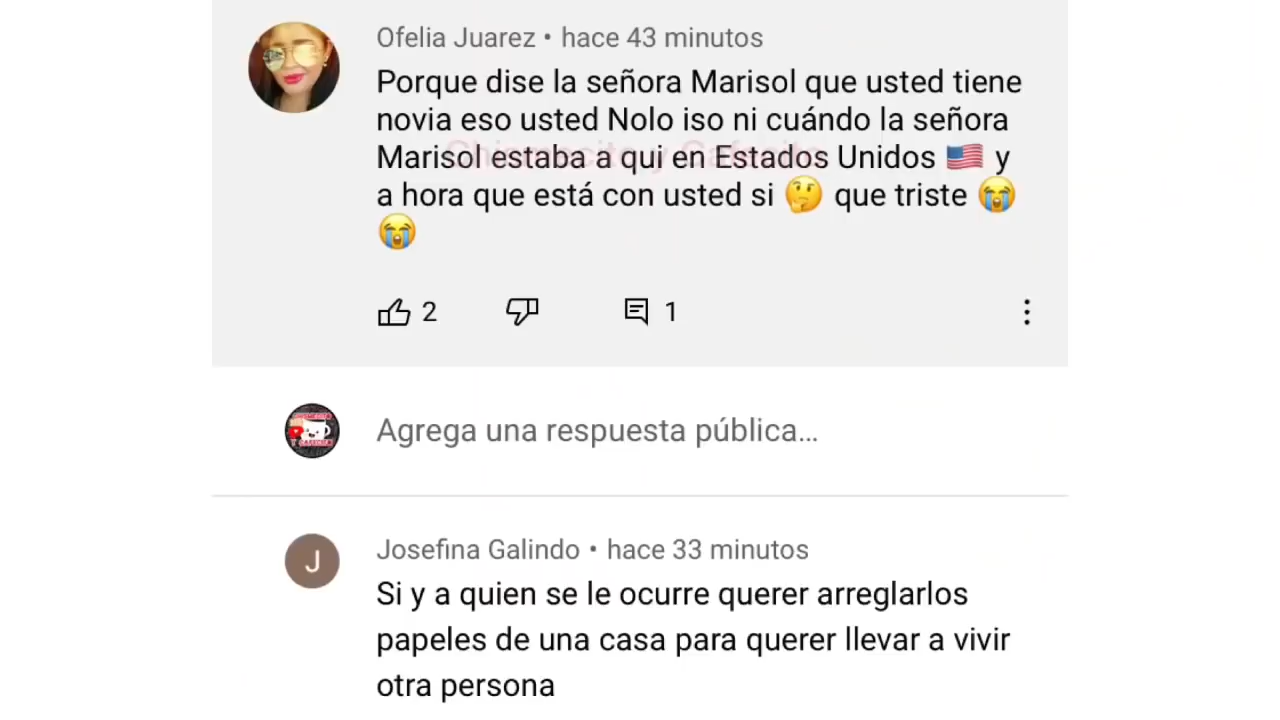 Ofelia Juarez • hace 43 minutos
Porque dise la señora Marisol que usted tiene
novia eso usted Nolo iso ni cuándo la señora
Marisol estaba a qui en Estados Unidos 🇺🇸 y
a hora que está con usted si 🤔 que triste 😭
😭
2
1
Agrega una respuesta pública...
J
Josefina Galindo • hace 33 minutos
Si y a quien se le ocurre querer arreglarlos
papeles de una casa para querer llevar a vivir
otra persona